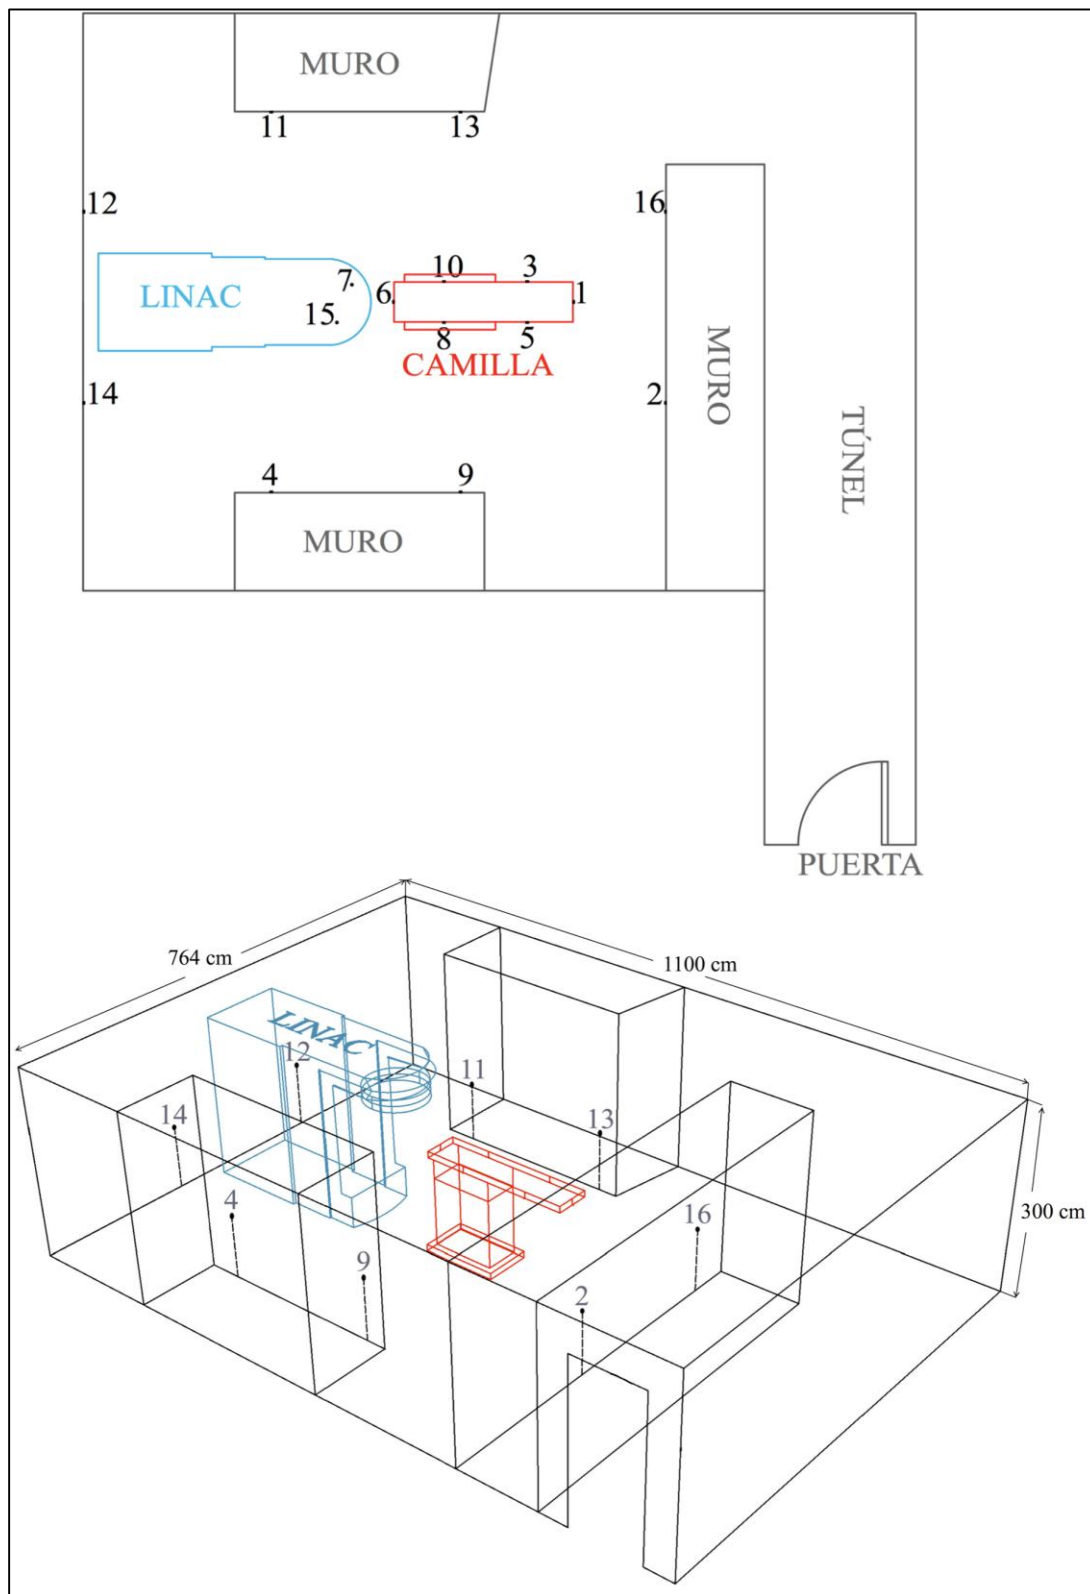 MURO
11 13
12
16
10 3
7
6 1
LINAC
15
8 5
CAMILLA
MURO
14
2
TÚNEL
4 9
MURO
PUERTA
764 cm
1100 cm
LINAC
12
11
14
13
4
16
300 cm
9
2